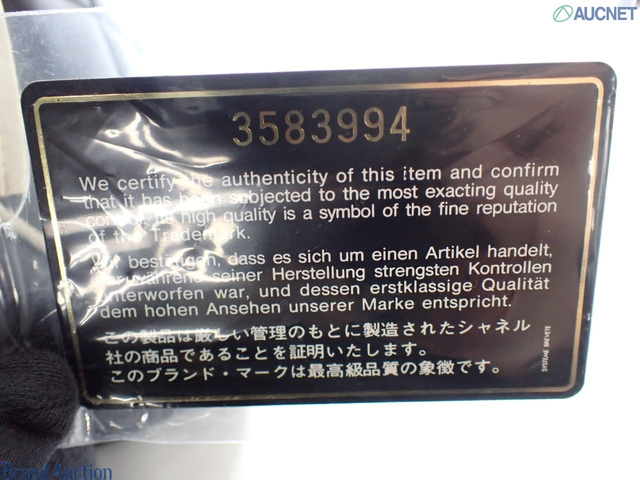 AUCNET
3583994
We certify the authenticity of this item and confirm
that it has been subjected to the most exacting quality
high quality is a symbol of the fine reputation
of the Trademark.
Wir bestätigen, dass es sich um einen Artikel handelt,
der während seiner Herstellung strengsten Kontrollen
unterworfen war, und dessen erstklassige Qualität
dem hohen Ansehen unserer Marke entspricht.
この製品は厳しい管理のもとに製造されたシャネル
社の商品であることを証明いたします。
このブランド・マークは最高級品質の象徴です。
SYSTEME BREVETE
Brand Auction